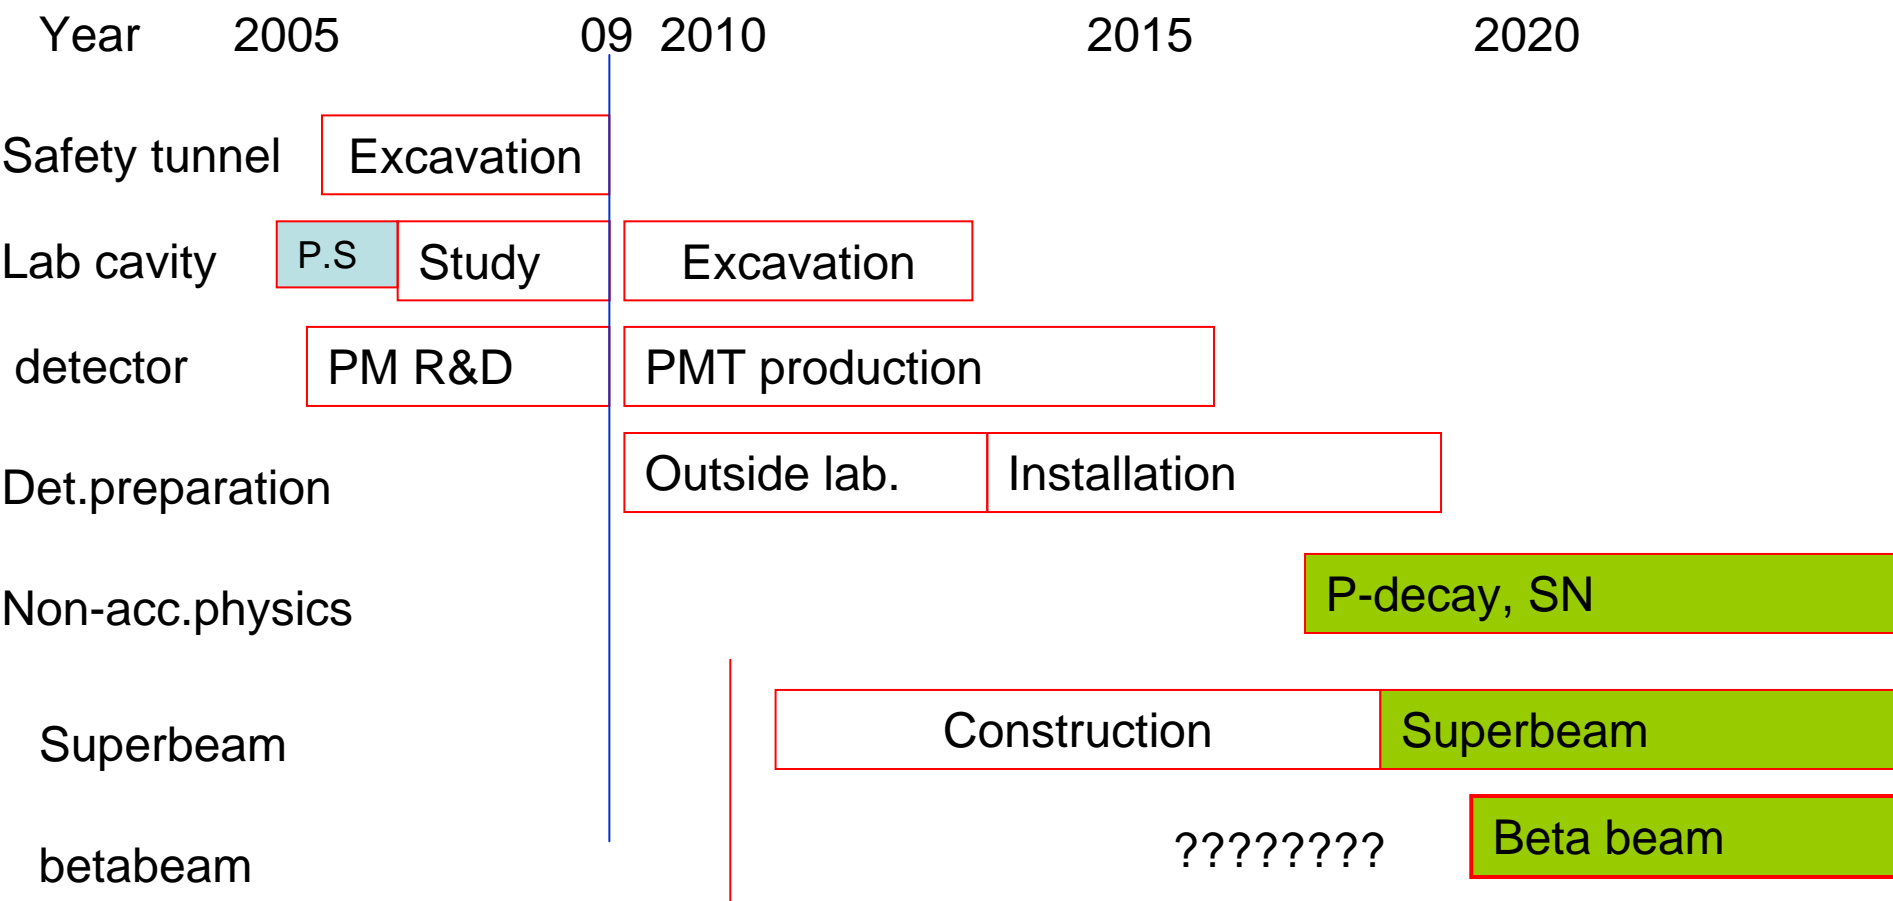 Year 2005 09 2010 2015 2020
Safety tunnel Excavation
Lab cavity P.S Study Excavation
detector PM R&D PMT production
Det.preparation Outside lab. Installation
Non-acc.physics P-decay, SN
Superbeam Construction Superbeam
betabeam ???????? Beta beam